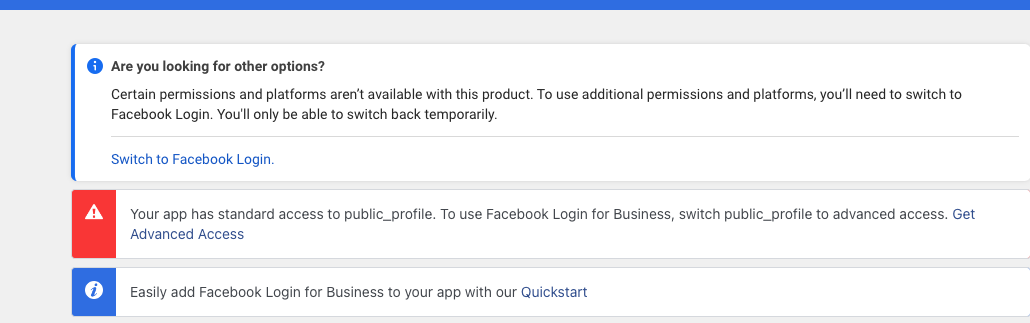 Are you looking for other options?
Certain permissions and platforms aren’t available with this product. To use additional permissions and platforms, you’ll need to switch to
Facebook Login. You'll only be able to switch back temporarily.
Switch to Facebook Login.
Your app has standard access to public_profile. To use Facebook Login for Business, switch public_profile to advanced access. Get
Advanced Access
Easily add Facebook Login for Business to your app with our Quickstart